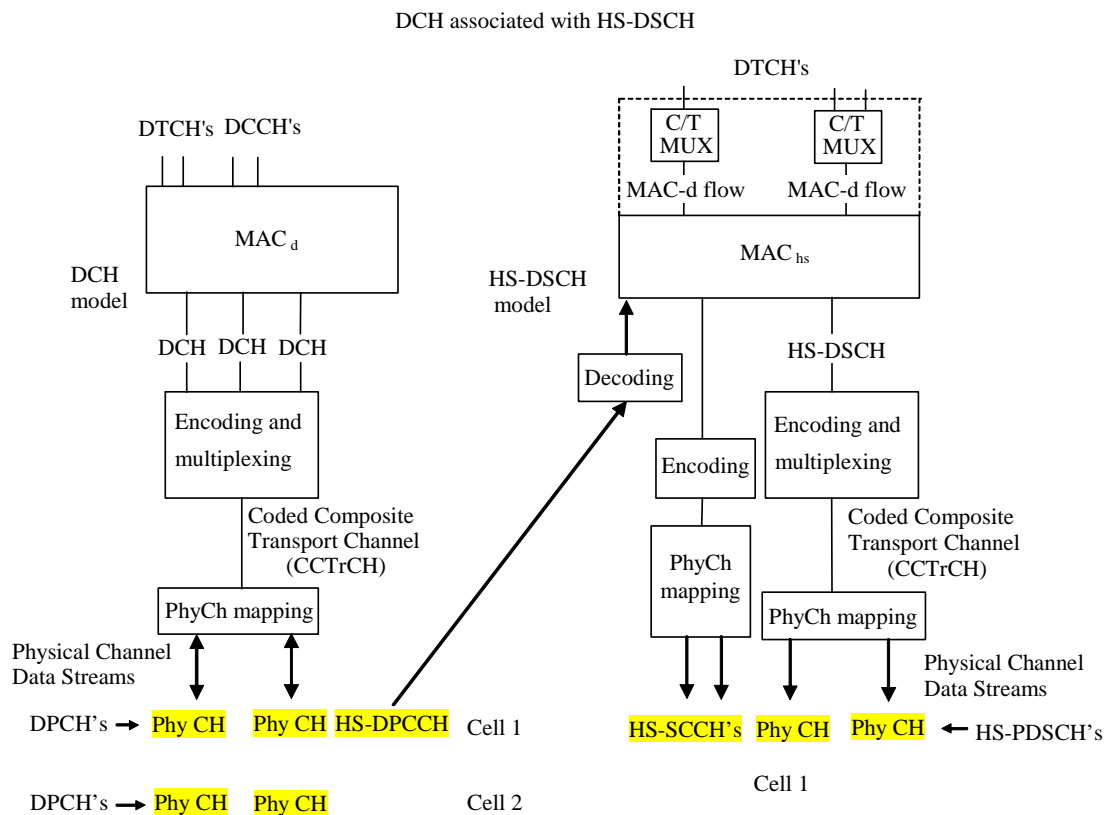 DCH associated with HS-DSCH
DTCH's
DTCH's DCCH's
C/T
MUX
C/T
MUX
MAC-d flow
MAC-d flow
MAC d
MAC hs
DCH
model
HS-DSCH
model
DCH
DCH
DCH
HS-DSCH
Decoding
Encoding and
multiplexing
Encoding and
multiplexing
Encoding
Coded Composite
Transport Channel
(CCTrCH)
Coded Composite
Transport Channel
(CCTrCH)
PhyCh
mapping
PhyCh mapping
PhyCh mapping
Physical Channel
Data Streams
Physical Channel
Data Streams
DPCH's Phy CH Phy CH HS-DPCCH Cell 1
HS-SCCH's Phy CH Phy CH HS-PDSCH's
Cell 1
DPCH's Phy CH Phy CH Cell 2